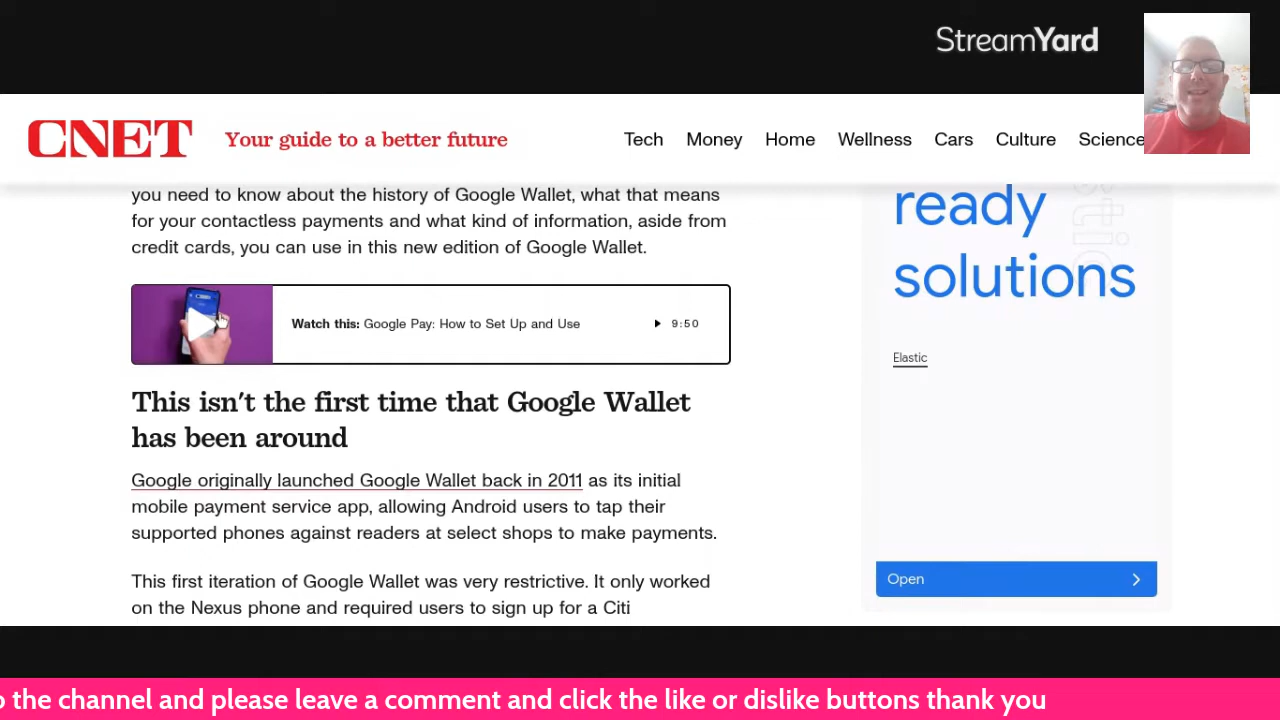 StreamYard
CNET
Your guide to a better future
Tech Money Home Wellness Cars Culture Science
you need to know about the history of Google Wallet, what that means
for your contactless payments and what kind of information, aside from
credit cards, you can use in this new edition of Google Wallet.
Watch this: Google Pay: How to Set Up and Use 9:50
This isn't the first time that Google Wallet
has been around
Google originally launched Google Wallet back in 2011 as its initial
mobile payment service app, allowing Android users to tap their
supported phones against readers at select shops to make payments.
This first iteration of Google Wallet was very restrictive. It only worked
on the Nexus phone and required users to sign up for a Citi
ready
solutions
Elastic
Open
the channel and please leave a comment and click the like or dislike buttons thank you